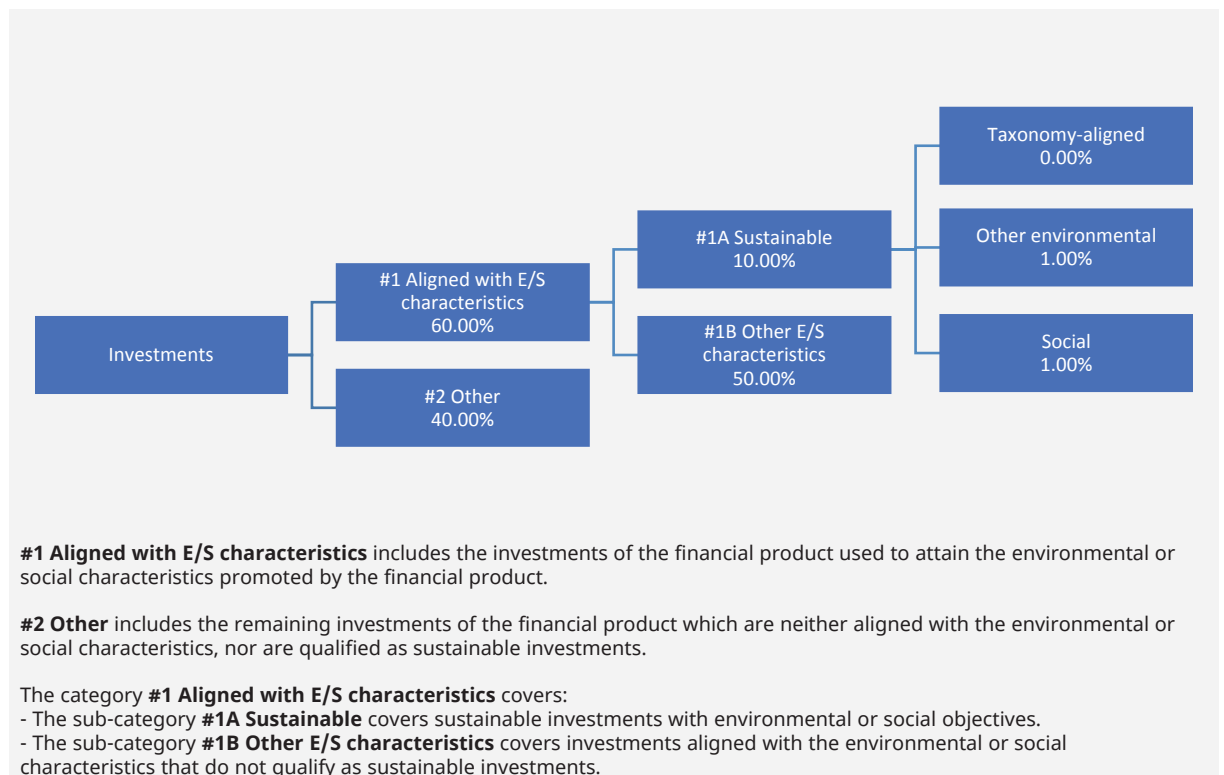 Taxonomy-aligned
0.00%
#1A Sustainable
10.00%
Other environmental
1.00%
#1 Aligned with E/S
characteristics
60.00%
Investments
#1B Other E/S
characteristics
50.00%
Social
1.00%
#2 Other
40.00%
#1 Aligned with E/S characteristics includes the investments of the financial product used to attain the environmental or
social characteristics promoted by the financial product.
#2 Other includes the remaining investments of the financial product which are neither aligned with the environmental or
social characteristics, nor are qualified as sustainable investments.
The category #1 Aligned with E/S characteristics covers:
- The sub-category #1A Sustainable covers sustainable investments with environmental or social objectives.
- The sub-category #1B Other E/S characteristics covers investments aligned with the environmental or social
characteristics that do not qualify as sustainable investments.